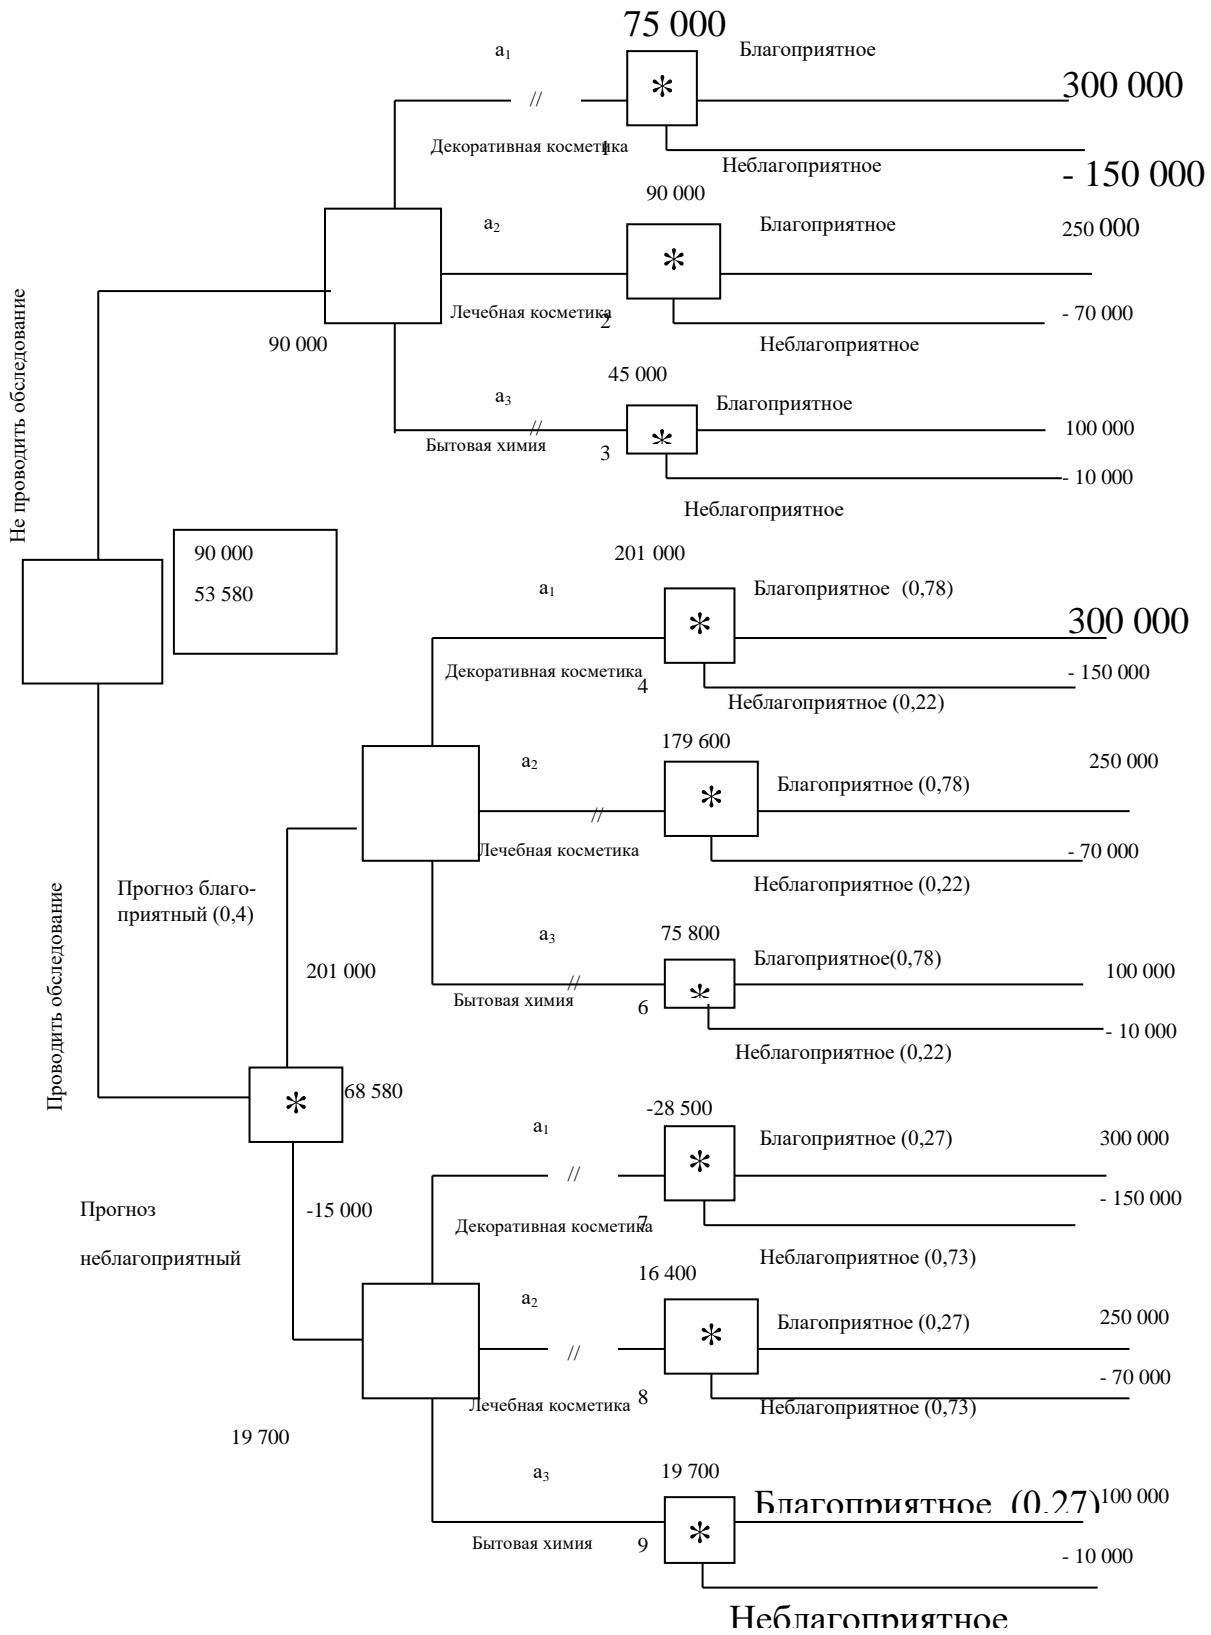 75 000
a₁
Благоприятное
*
300 000
//
Декоративная косметика
1
Неблагоприятное
- 150 000
90 000
a₂
Благоприятное
250 000
*
Лечебная косметика
2
- 70 000
Неблагоприятное
90 000
45 000
a₃
Благоприятное
100 000
//
*
Бытовая химия
3
- 10 000
Неблагоприятное
Не проводить обследование
90 000
53 580
201 000
a₁
Благоприятное (0,78)
*
300 000
Декоративная косметика
4
- 150 000
Неблагоприятное (0,22)
179 600
a₂
250 000
Благоприятное (0,78)
*
//
Лечебная косметика
- 70 000
Неблагоприятное (0,22)
Проводить обследование
Прогноз благо-
приятный (0,4)
a₃
75 800
Благоприятное(0,78)
201 000
100 000
//
*
Бытовая химия
6
- 10 000
Неблагоприятное (0,22)
*
68 580
-28 500
a₁
Благоприятное (0,27)
300 000
*
//
- 150 000
Прогноз
неблагоприятный
-15 000
Декоративная косметика
7
Неблагоприятное (0,73)
16 400
a₂
Благоприятное (0,27)
250 000
*
//
- 70 000
Лечебная косметика
8
Неблагоприятное (0,73)
19 700
a₃
19 700
Благоприятное (0,27)
100 000
*
Бытовая химия
9
- 10 000
Неблагоприятное